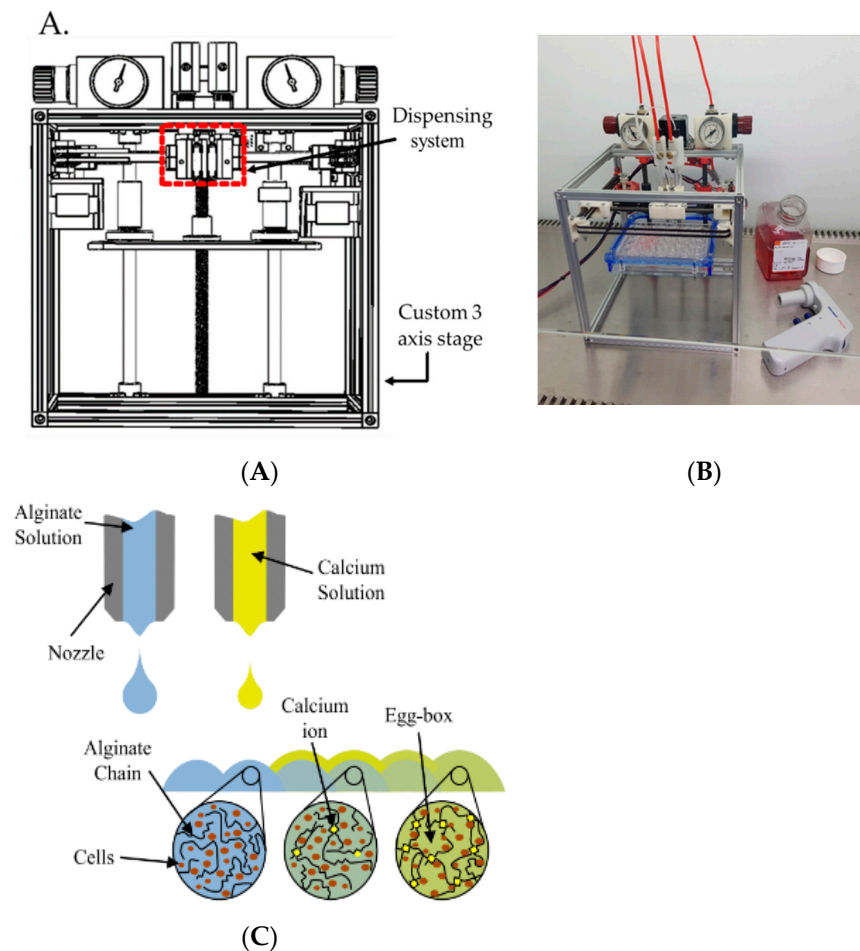 A.
Dispensing
system
Custom 3
axis stage
(A)
(B)
Alginate
Solution
Calcium
Solution
Nozzle
Calcium
ion
Egg-box
Alginate
Chain
Cells
(C)